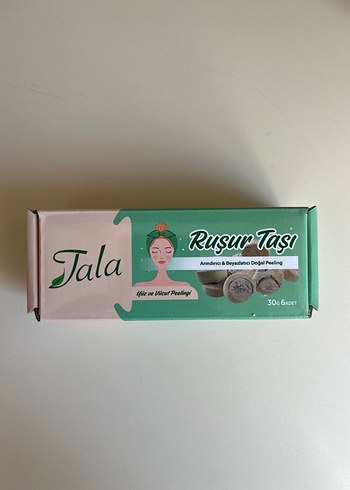 Tala
Ruşur Taşı
Arındırıcı & Beyazlatıcı Doğal Peeling
Yüz ve Vücut Peelingi
30G 6ADET